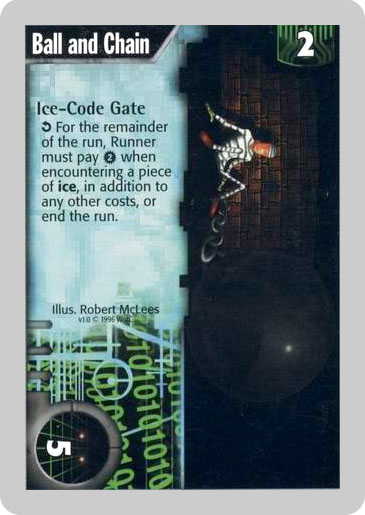 Ball and Chain
2
Ice-Code Gate
For the remainder
of the run, Runner
must pay 2 when
encountering a piece
of ice, in addition to
any other costs, or
end the run.
Illus. Robert McLees
v1.0 © 1996 WotC
5